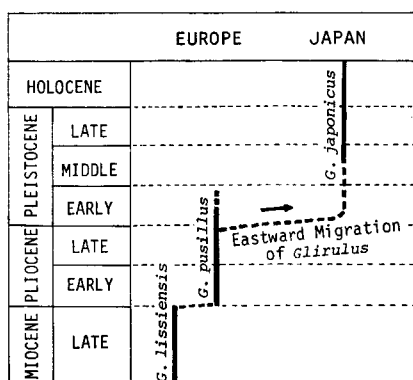 EUROPE JAPAN
HOLOCENE
PLEISTOCENE
LATE
MIDDLE
EARLY
PLIOCENE
LATE
EARLY
MIOCENE
LATE
G. japonicus
G. pusillus
G. lissiensis
Eastward Migration
of Glirulus